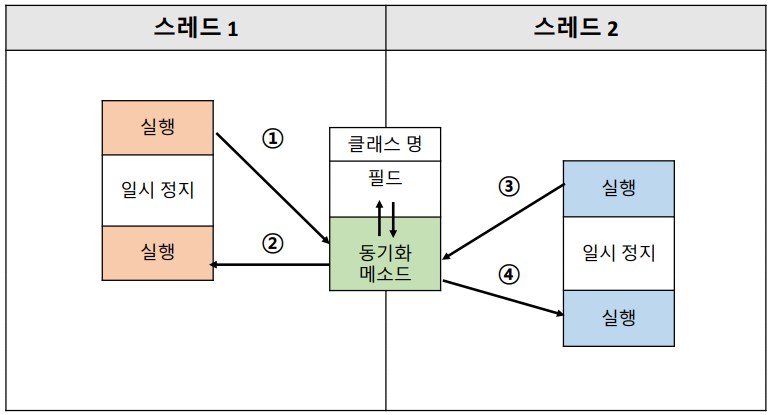 스레드 1
스레드 2
실행
일시 정지
실행
①
②
클래스 명
필드
동기화
메소드
③
④
실행
일시 정지
실행